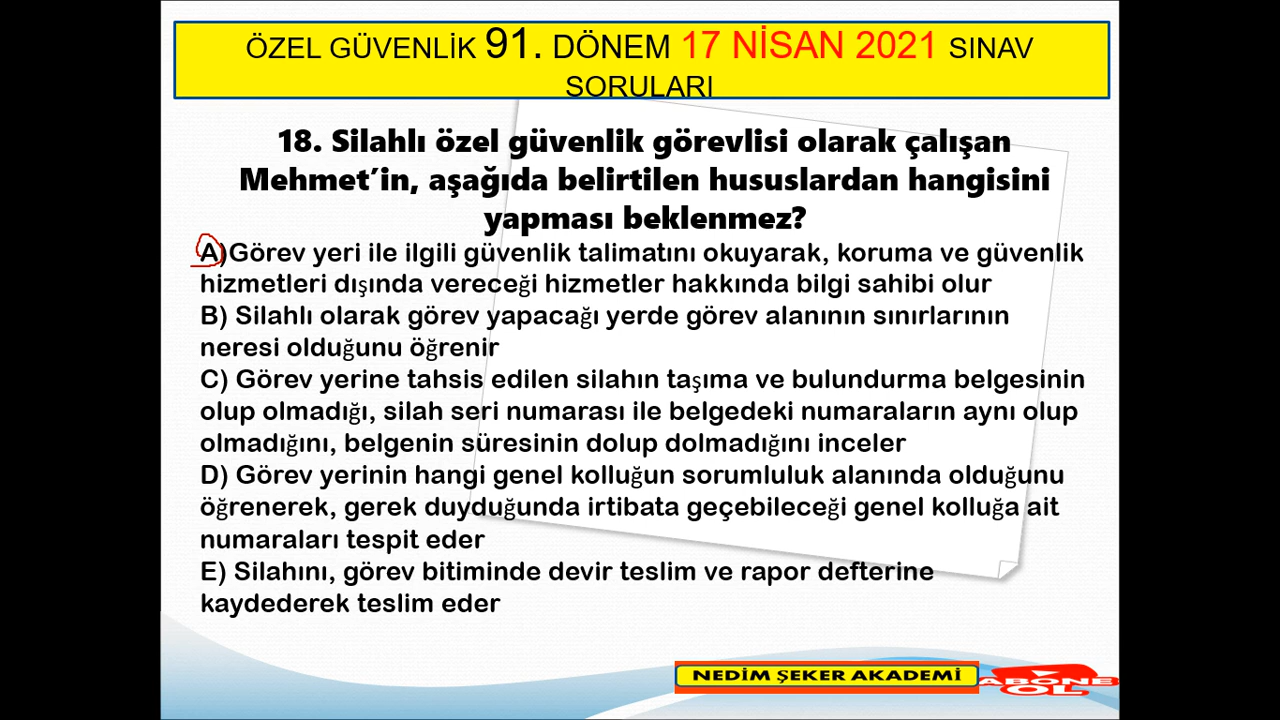 ÖZEL GÜVENLİK 91. DÖNEM 17 NİSAN 2021 SINAV
SORULARI
18. Silahlı özel güvenlik görevlisi olarak çalışan
Mehmet'in, aşağıda belirtilen hususlardan hangisini
yapması beklenmez?
A)Görev yeri ile ilgili güvenlik talimatını okuyarak, koruma ve güvenlik
hizmetleri dışında vereceği hizmetler hakkında bilgi sahibi olur
B) Silahlı olarak görev yapacağı yerde görev alanının sınırlarının
neresi olduğunu öğrenir
C) Görev yerine tahsis edilen silahın taşıma ve bulundurma belgesinin
olup olmadığı, silah seri numarası ile belgedeki numaraların aynı olup
olmadığını, belgenin süresinin dolup dolmadığını inceler
D) Görev yerinin hangi genel kolluğun sorumluluk alanında olduğunu
öğrenerek, gerek duyduğunda irtibata geçebileceği genel kolluğa ait
numaraları tespit eder
E) Silahını, görev bitiminde devir teslim ve rapor defterine
kaydederek teslim eder
NEDİM ŞEKER AKADEMİ
ABONE
OL